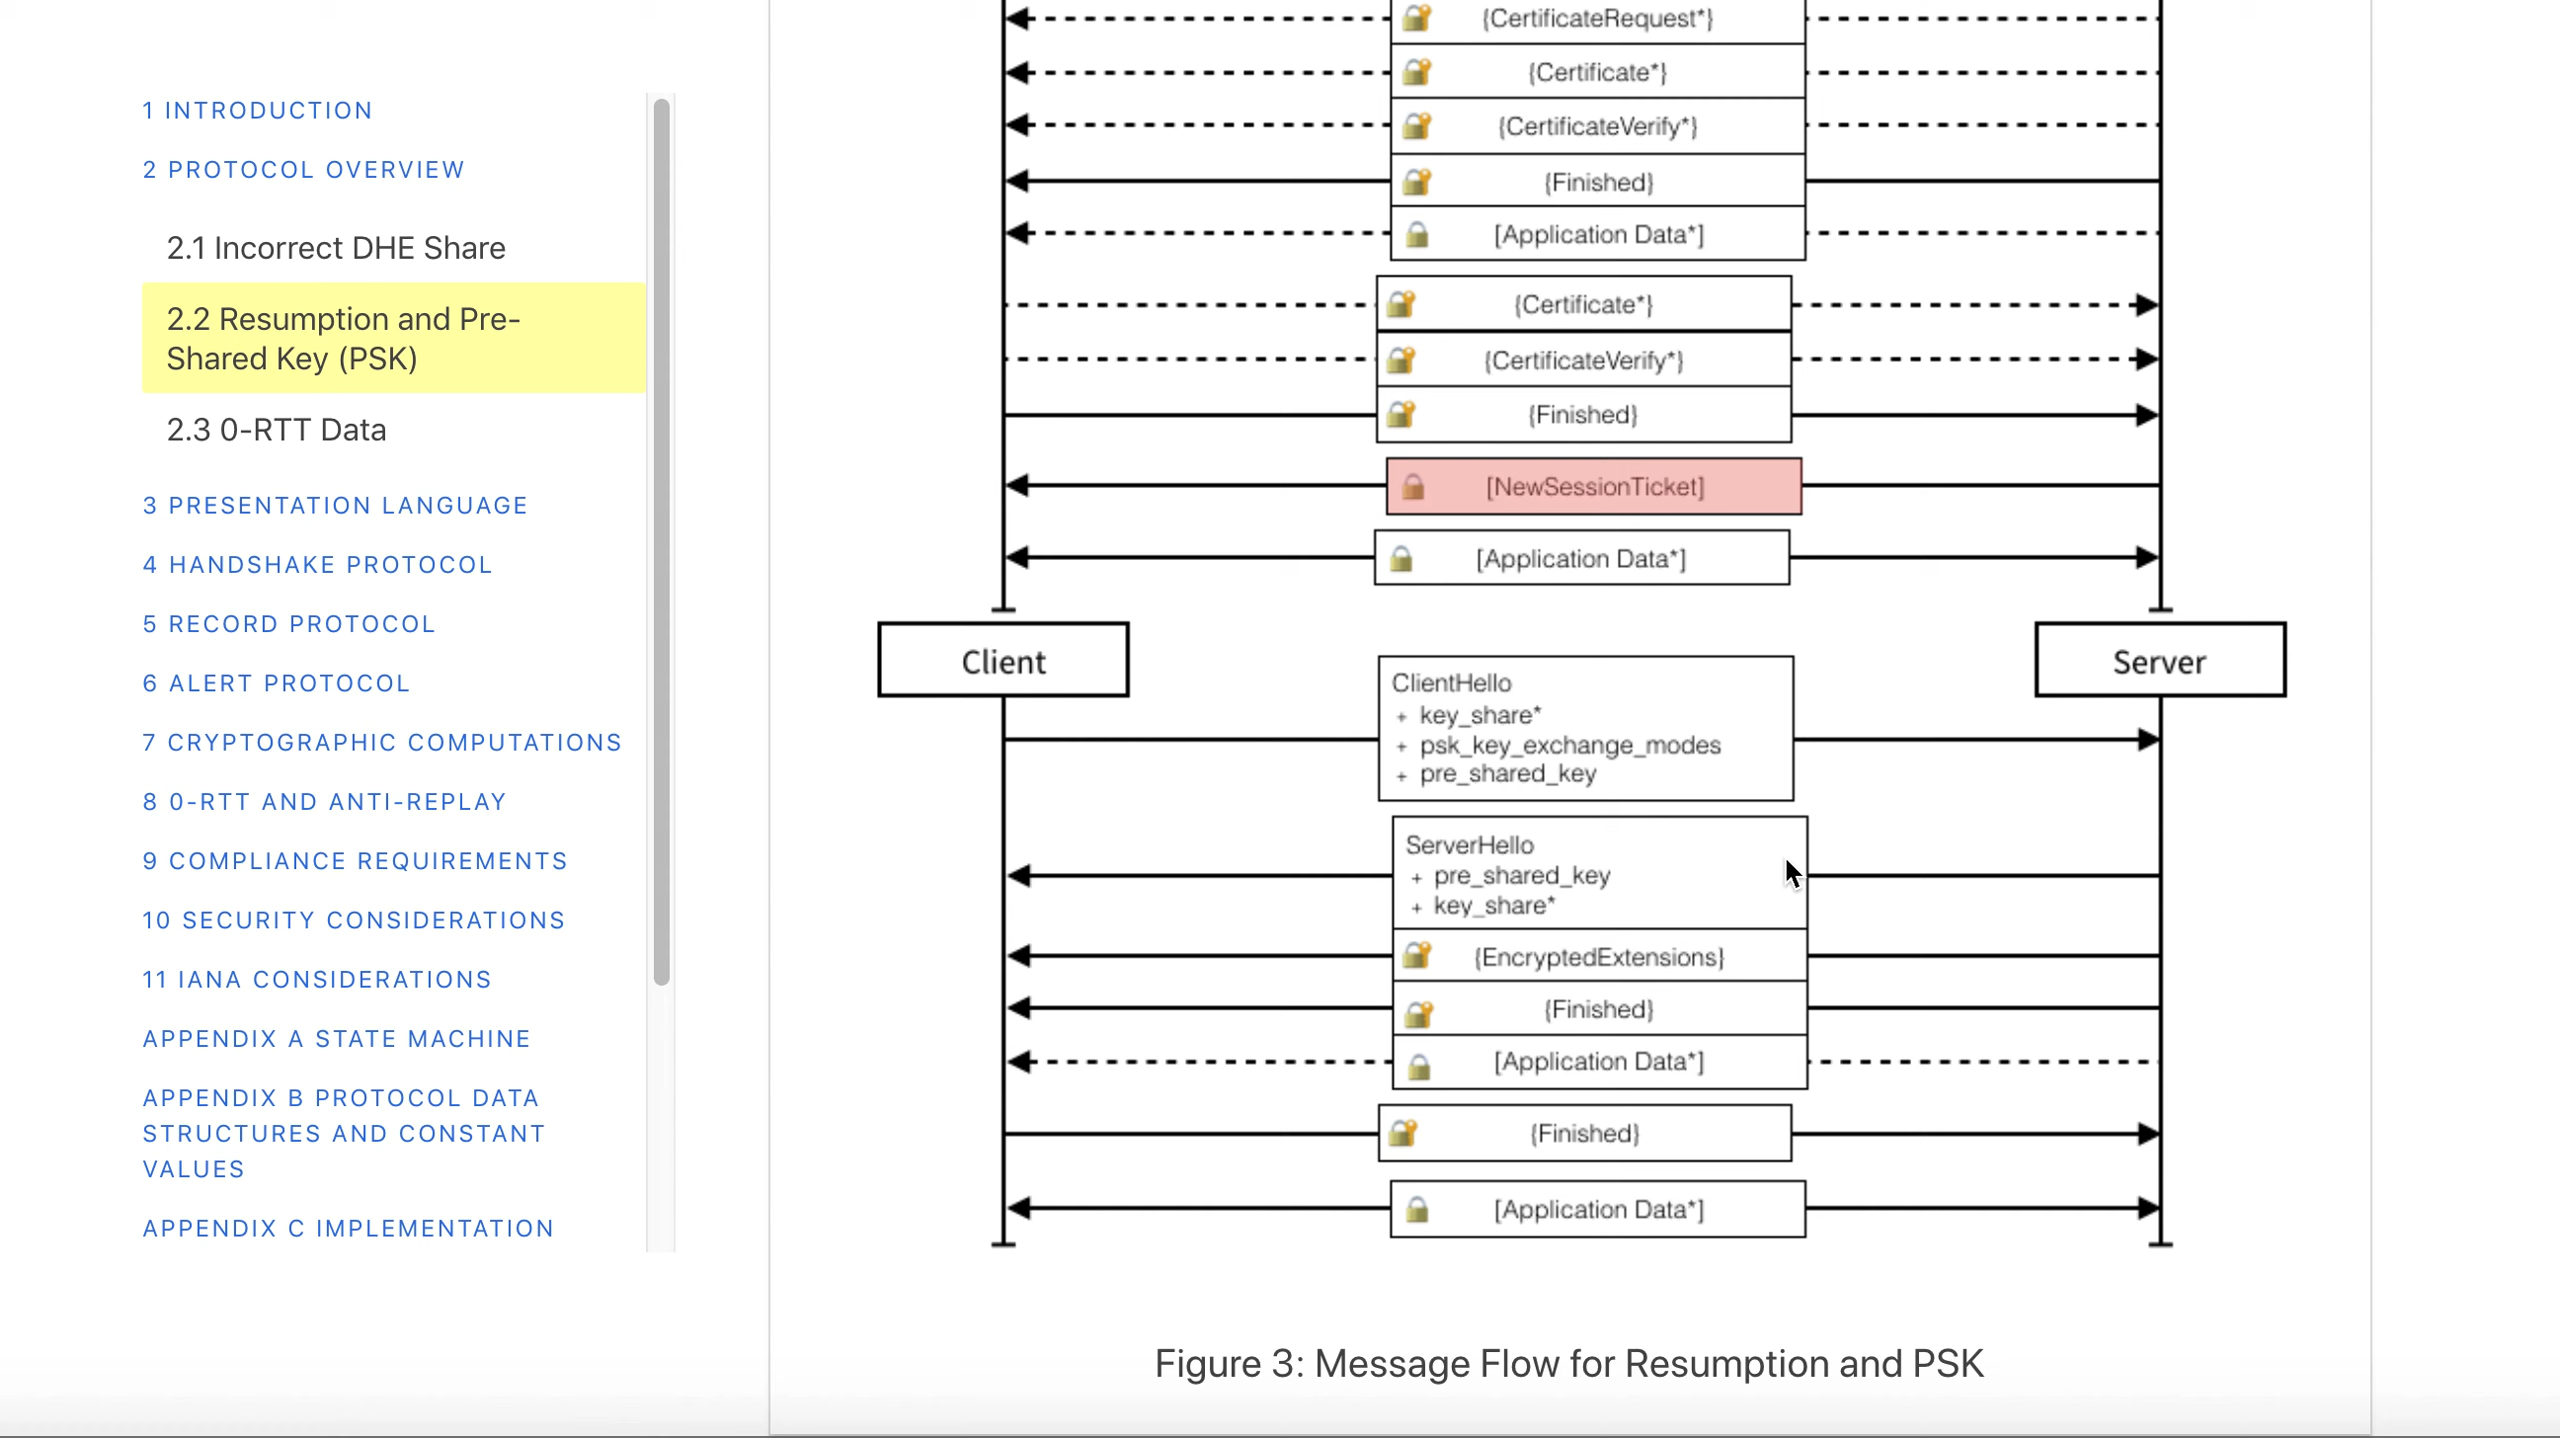 1 INTRODUCTION
2 PROTOCOL OVERVIEW
2.1 Incorrect DHE Share
2.2 Resumption and Pre-
Shared Key (PSK)
2.3 0-RTT Data
3 PRESENTATION LANGUAGE
4 HANDSHAKE PROTOCOL
5 RECORD PROTOCOL
6 ALERT PROTOCOL
7 CRYPTOGRAPHIC COMPUTATIONS
8 0-RTT AND ANTI-REPLAY
9 COMPLIANCE REQUIREMENTS
10 SECURITY CONSIDERATIONS
11 IANA CONSIDERATIONS
APPENDIX A STATE MACHINE
APPENDIX B PROTOCOL DATA
STRUCTURES AND CONSTANT
VALUES
APPENDIX C IMPLEMENTATION
{CertificateRequest*}
{Certificate*}
{CertificateVerify*}
{Finished}
[Application Data*]
{Certificate*}
{CertificateVerify*}
{Finished}
[NewSessionTicket]
[Application Data*]
Client
Server
ClientHello
+ key_share*
+ psk_key_exchange_modes
+ pre_shared_key
ServerHello
+ pre_shared_key
+ key_share*
{EncryptedExtensions}
{Finished}
[Application Data*]
{Finished}
[Application Data*]
Figure 3: Message Flow for Resumption and PSK